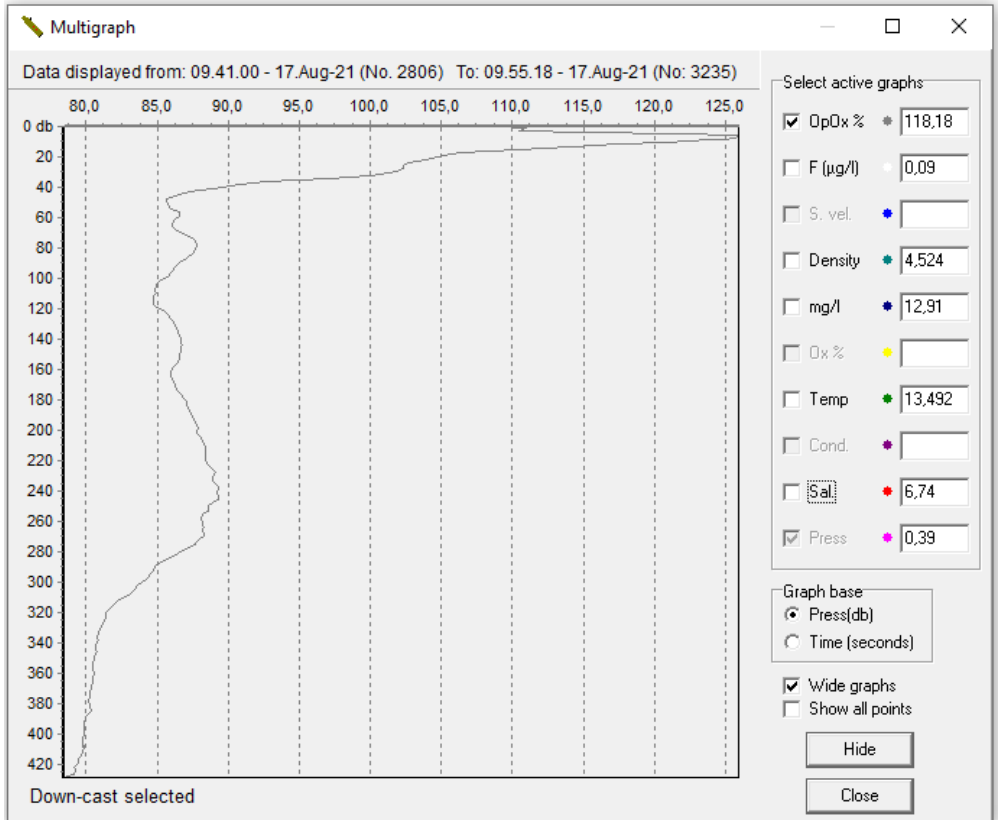 Multigraph
Data displayed from: 09.41.00 - 17.Aug-21 (No. 2806) To: 09.55.18 - 17.Aug-21 (No: 3235)
80,0 85,0 90,0 95,0 100,0 105,0 110,0 115,0 120,0 125,0
0 db
20
40
60
80
100
120
140
160
180
200
220
240
260
280
300
320
340
360
380
400
420
Down-cast selected
Select active graphs
OpOx % 118,18
F (µg/l) 0,09
S. vel.
Density 4,524
mg/l 12,91
Ox %
Temp 13,492
Cond.
Sal. 6,74
Press 0,39
Graph base
Press(db)
Time (seconds)
Wide graphs
Show all points
Hide
Close